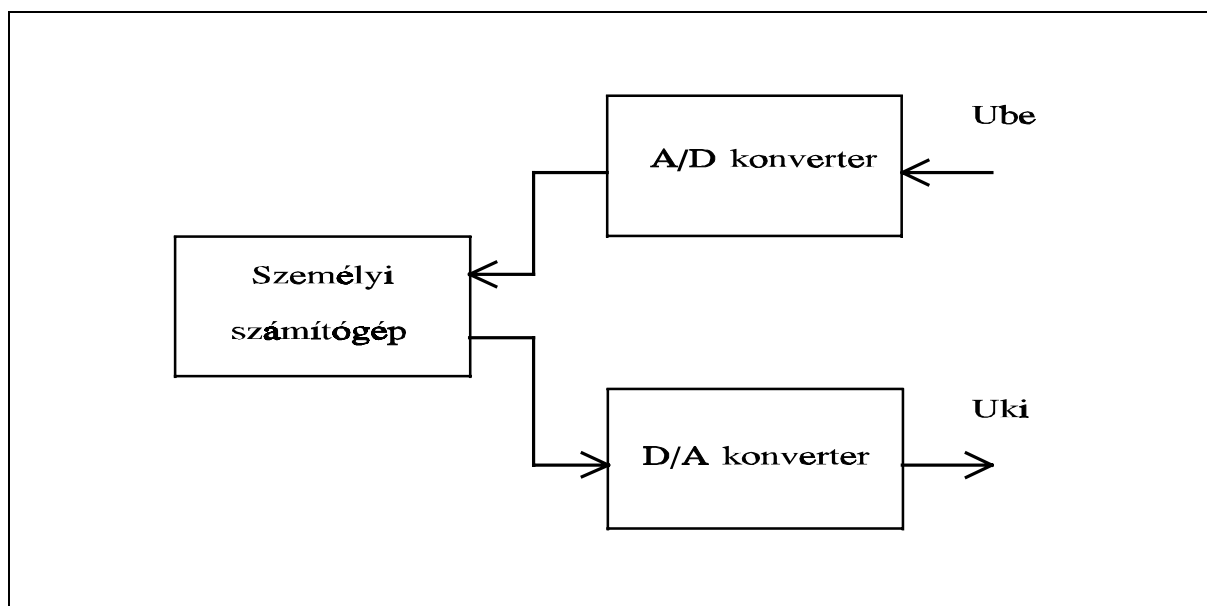 Ube
A/D konverter
Személyi
számítógép
Uki
D/A konverter